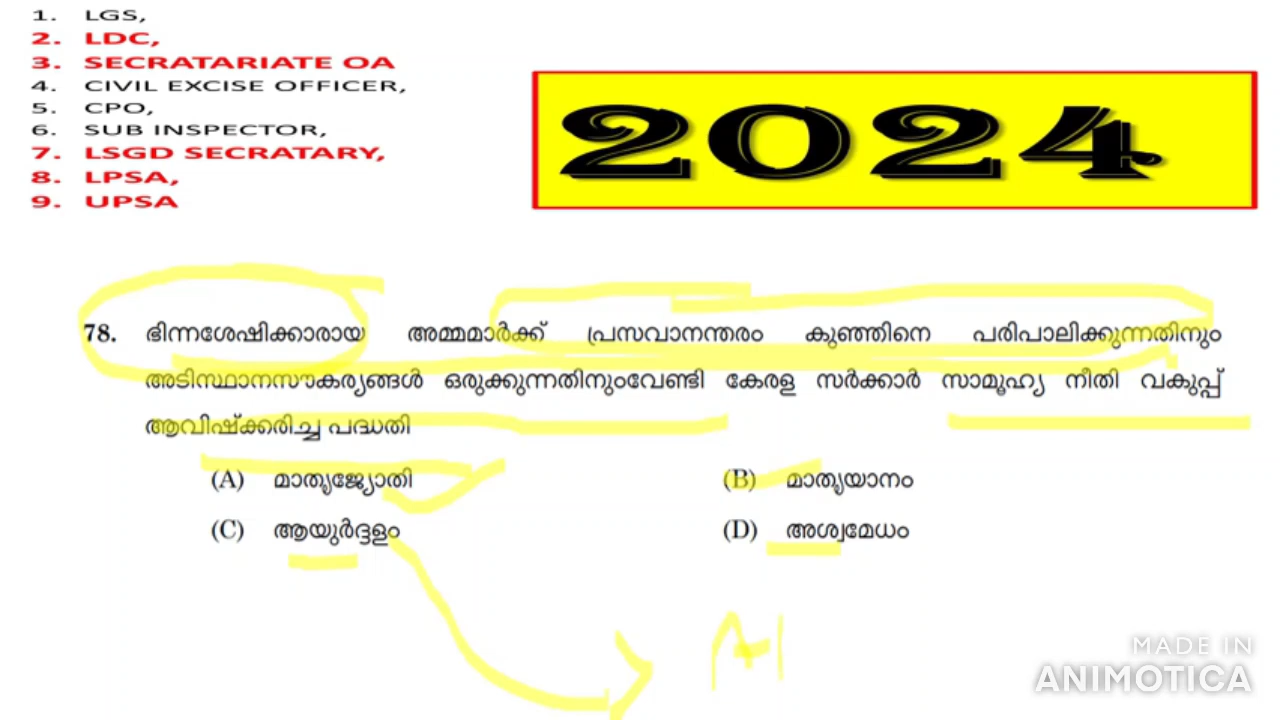 1. LGS,
2. LDC,
3. SECRATARIATE OA
4. CIVIL EXCISE OFFICER,
5. CPO,
6. SUB INSPECTOR,
7. LSGD SECRATARY,
8. LPSA,
9. UPSA
2024
78. ഭിന്നശേഷിക്കാരായ അമ്മമാർക്ക് പ്രസവാനന്തരം കുഞ്ഞിനെ പരിപാലിക്കുന്നതിനും
അടിസ്ഥാനസൗകര്യങ്ങൾ ഒരുക്കുന്നതിനുംവേണ്ടി കേരള സർക്കാർ സാമൂഹ്യ നീതി വകുപ്പ്
ആവിഷ്ക്കരിച്ച പദ്ധതി
(A) മാതൃജ്യോതി (B) മാതൃയാനം
(C) ആയുർദ്ദളം (D) അശ്വമേധം
MADE IN
ANIMOTICA